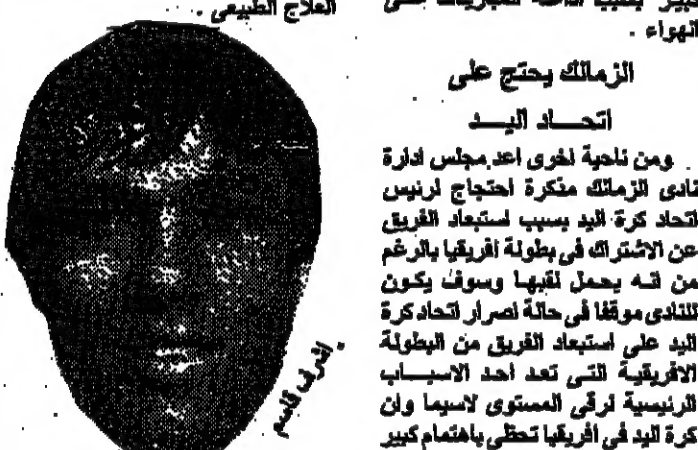 الهواء .
الزمالك يحتج على
اتحــاد اليــد
ومن ناحية اخرى اعد مجلس ادارة
نادى الزمالك مذكرة احتجاج لرئيس
اتحاد كرة اليد بسبب استبعاد الفريق
عن الاشتراك فى بطولة افريقيا بالرغم
من انه يحمل لقبها وسوف يكون
للنادى موقفا فى حالة اصرار اتحاد كرة
اليد على استبعاد الفريق من البطولة
الافريقية التى تعد احد الاسبــاب
الرئيسية لرقى المستوى لاسيما وان
كرة اليد فى افريقيا تحظى باهتمام كبير
العلاج الطبيعى .
اشرف قاسم